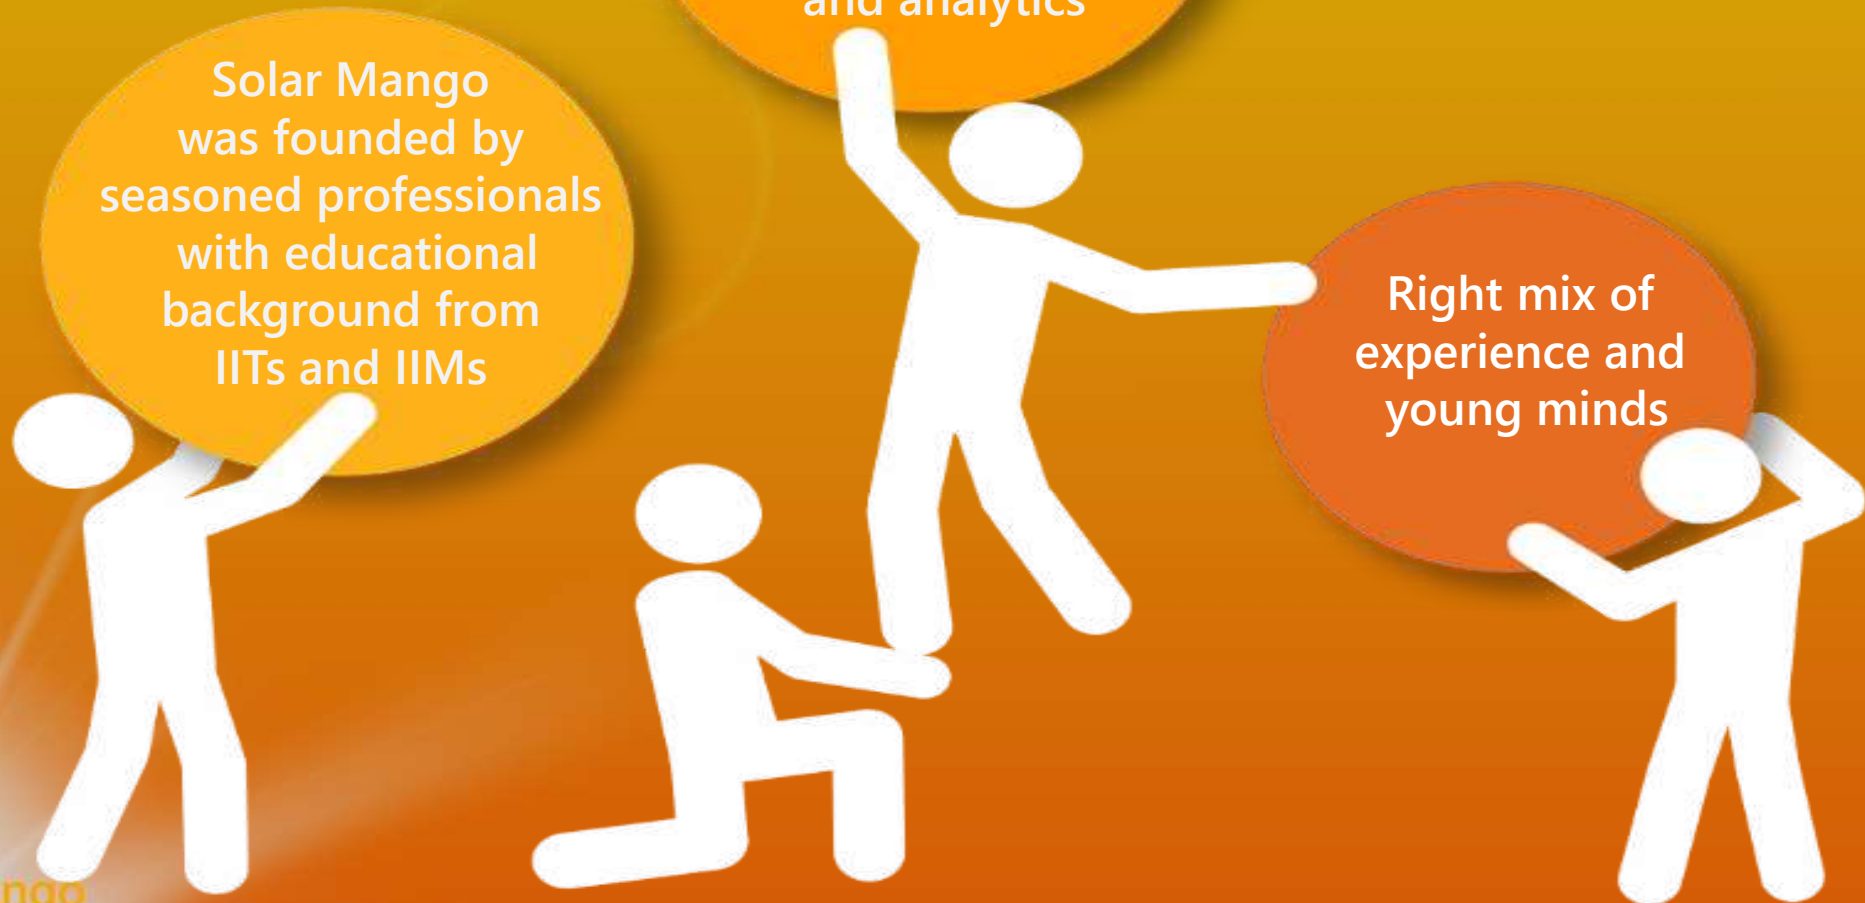 and analytics
Solar Mango
was founded by
seasoned professionals
with educational
background from
IITs and IIMs
Right mix of
experience and
young minds